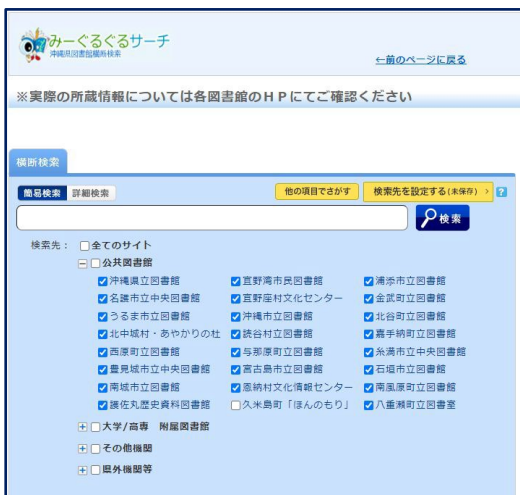 みーぐるぐるサーチ
沖縄県図書館横断検索
←前のページに戻る
※実際の所蔵情報については各図書館のHPにてご確認ください
横断検索
簡易検索 詳細検索 他の項目でさがす 検索先を設定する(未保存) > ?
検索
検索先: 全てのサイト
公共図書館
沖縄県立図書館 宜野湾市民図書館 浦添市立図書館
名護市立中央図書館 宜野座村文化センター 金武町立図書館
うるま市立図書館 沖縄市立図書館 北谷町立図書館
北中城村・あやかりの杜 読谷村立図書館 嘉手納町立図書館
西原町立図書館 与那原町立図書館 糸満市立中央図書館
豊見城市立中央図書館 宮古島市立図書館 石垣市立図書館
南城市立図書館 恩納村文化情報センター 南風原町立図書館
護佐丸歴史資料図書館 久米島町「ほんのもり」 八重瀬町立図書室
大学/高専 附属図書館
その他機関
県外機関等